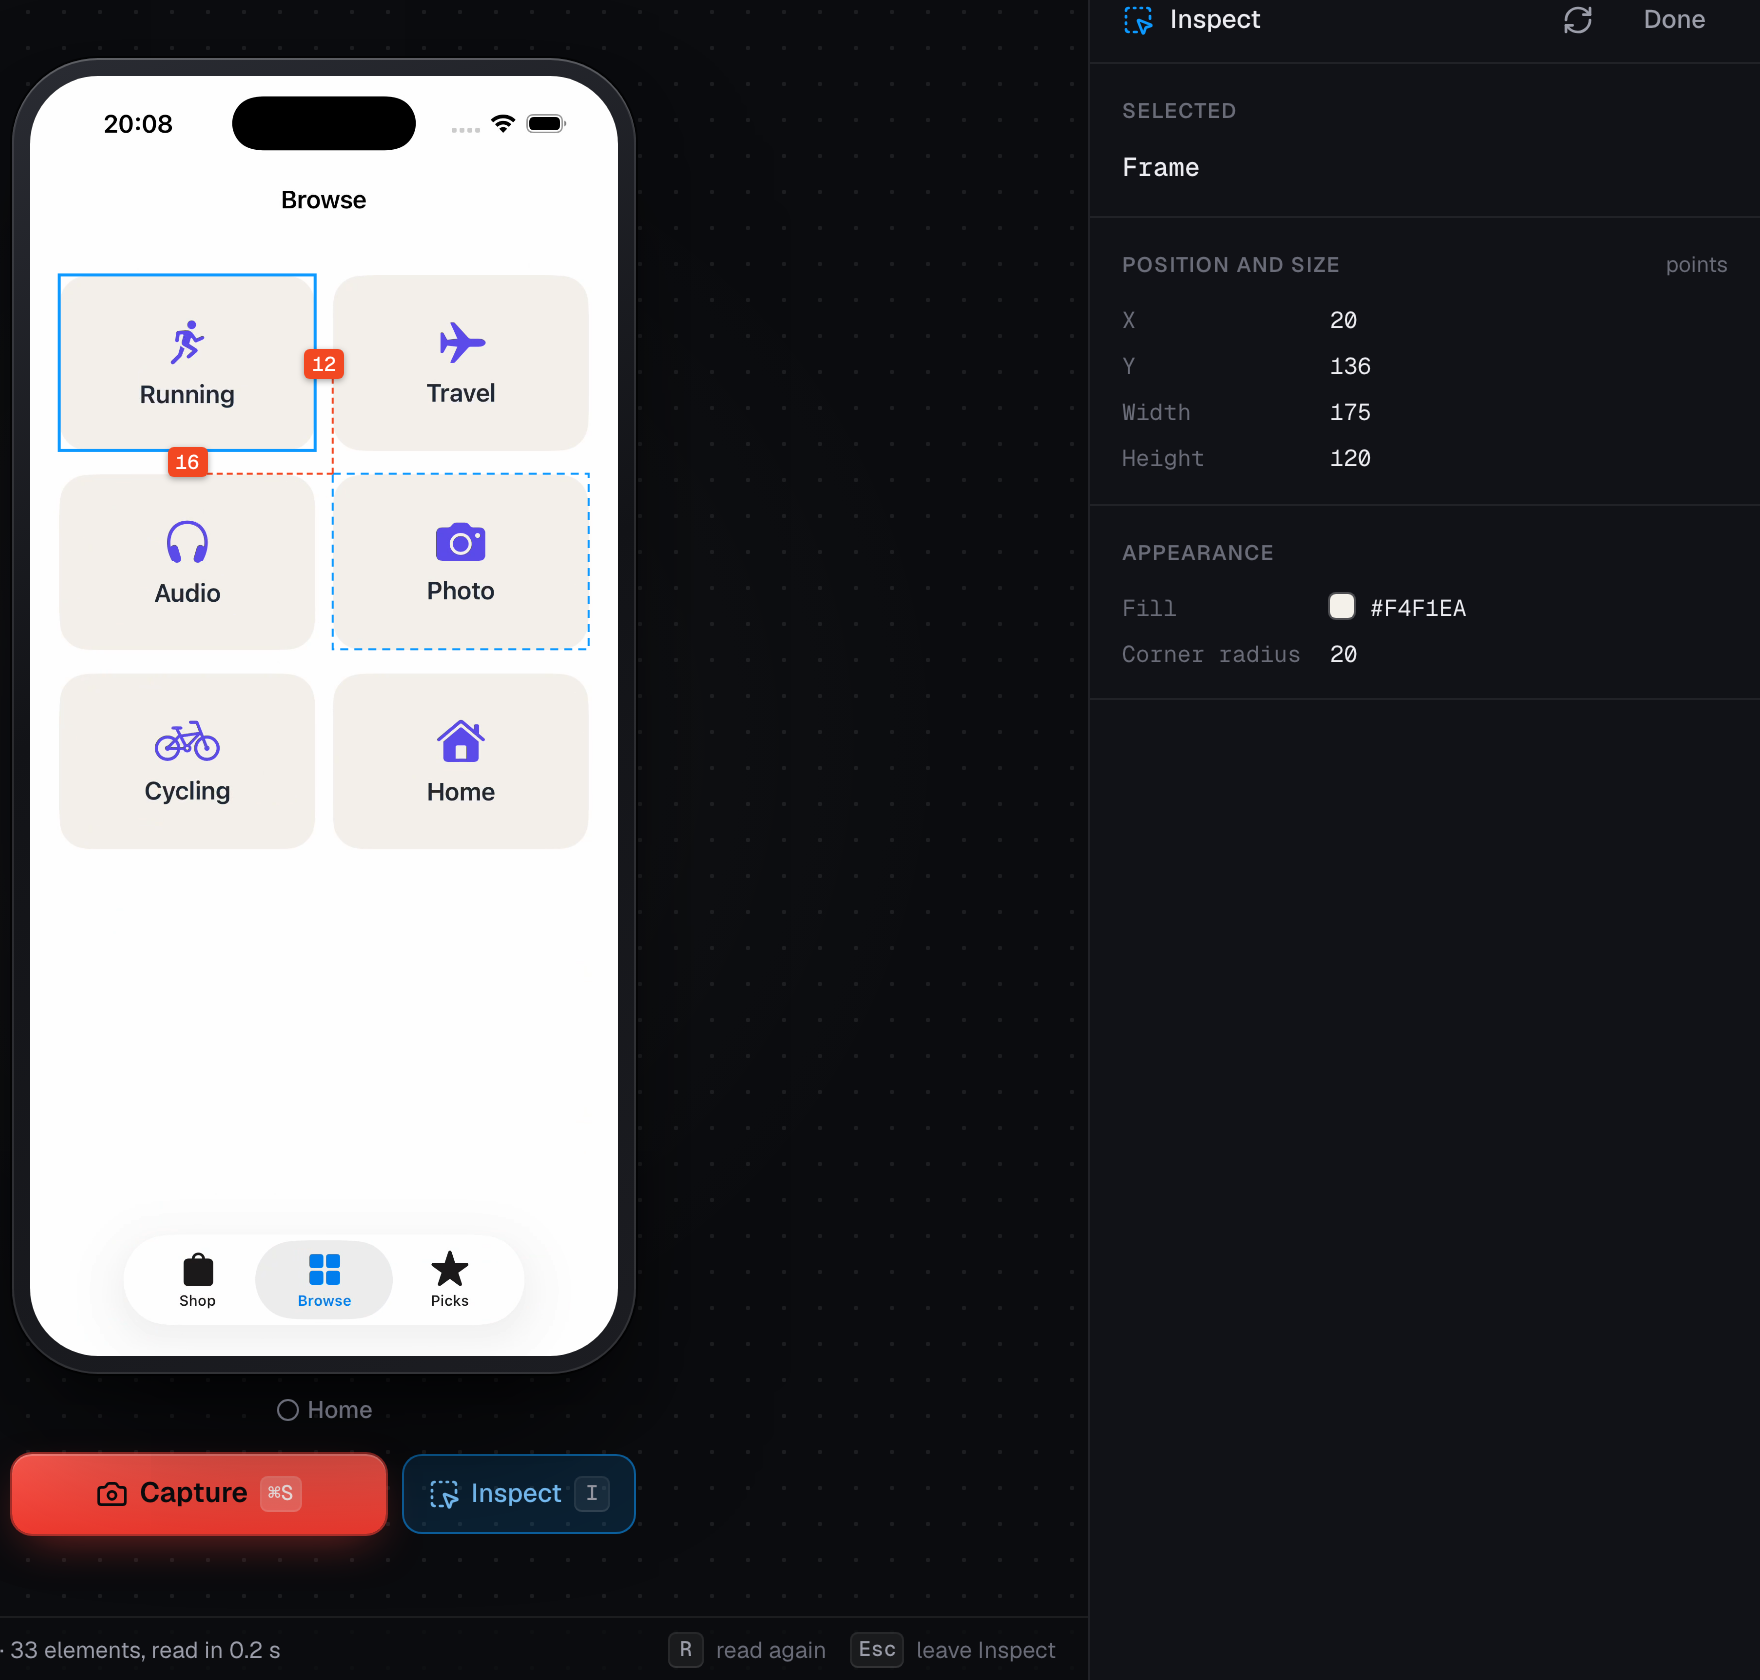 Inspect
Done
SELECTED
Frame
POSITION AND SIZE
points
X 20
Y 136
Width 175
Height 120
APPEARANCE
Fill #F4F1EA
Corner radius 20
20:08
Browse
Running
12
Travel
16
Audio
Photo
Cycling
Home
Shop
Browse
Picks
Home
Capture ⌘S
Inspect I
· 33 elements, read in 0.2 s
R read again
Esc leave Inspect